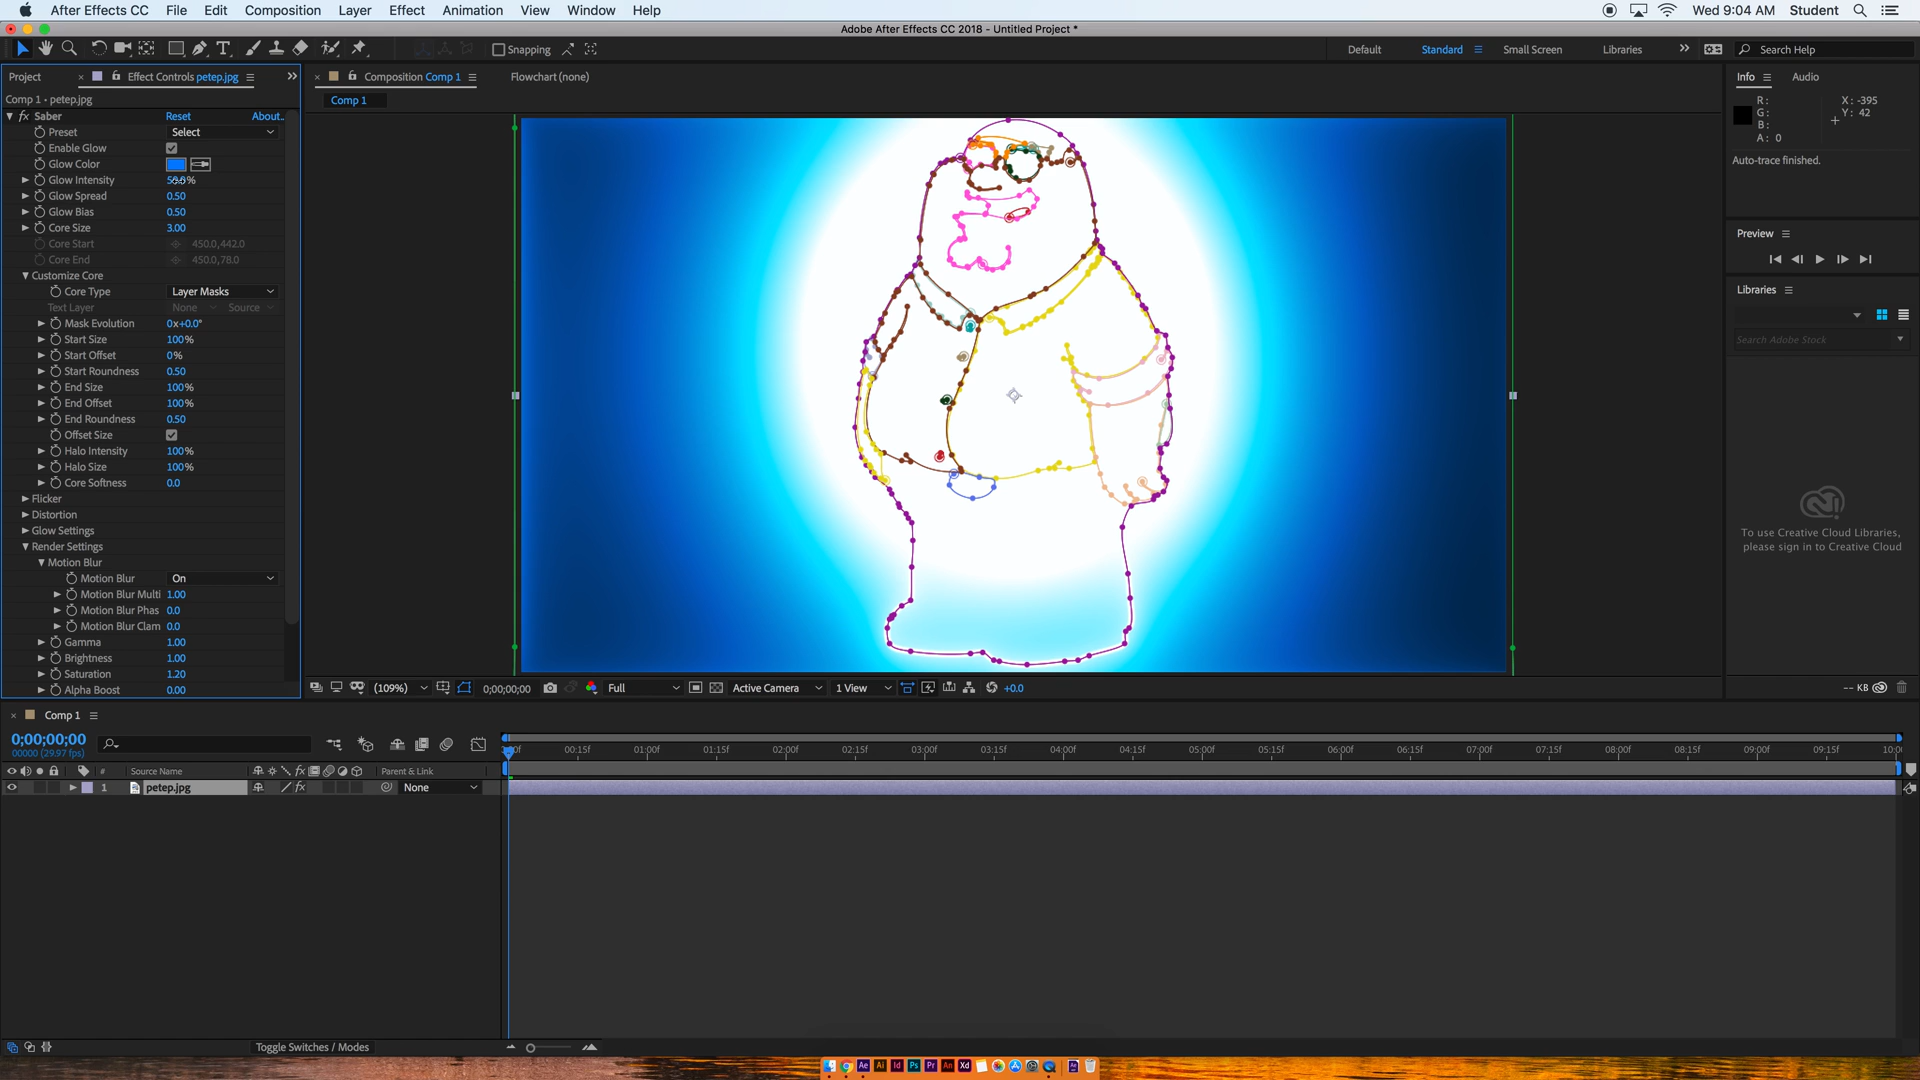 After Effects CC File Edit Composition Layer Effect Animation View Window Help Wed 9:04 AM Student
Adobe After Effects CC 2018 - Untitled Project *
Snapping Default Standard Small Screen Libraries Search Help
Project Effect Controls petep.jpg Composition Comp 1 Flowchart (none) Info Audio
Comp 1 • petep.jpg
Comp 1
Saber Reset About..
Preset Select
Enable Glow
Glow Color
Glow Intensity
Glow Spread 0.50
Glow Bias 0.50
Core Size 3.00
Core Start 450.0,442.0
Core End 450.0,78.0
Customize Core
Core Type Layer Masks
Text Layer None Source
Mask Evolution 0x+0.0°
Start Size 100%
Start Offset 0%
Start Roundness 0.50
End Size 100%
End Offset 100%
End Roundness 0.50
Offset Size
Halo Intensity 100%
Halo Size 100%
Core Softness 0.0
Flicker
Distortion
Glow Settings
Render Settings
Motion Blur
Motion Blur On
Motion Blur Multi 1.00
Motion Blur Phas 0.0
Motion Blur Clam 0.0
Gamma 1.00
Brightness 1.00
Saturation 1.20
Alpha Boost 0.00
R: X: -395
G: Y: 42
B:
A: 0
Auto-trace finished.
Preview
Libraries
Search Adobe Stock
To use Creative Cloud Libraries,
please sign in to Creative Cloud
-- KB
(109%) 0;00;00;00 Full Active Camera 1 View +0.0
Comp 1
0;00;00;00
00000 (29.97 fps)
00:15f 01:00f 01:15f 02:00f 02:15f 03:00f 03:15f 04:00f 04:15f 05:00f 05:15f 06:00f 06:15f 07:00f 07:15f 08:00f 08:15f 09:00f 09:15f 10:0
# Source Name Parent & Link
1 petep.jpg None
Toggle Switches / Modes
Ae Ai Id Ps Pr An Xd